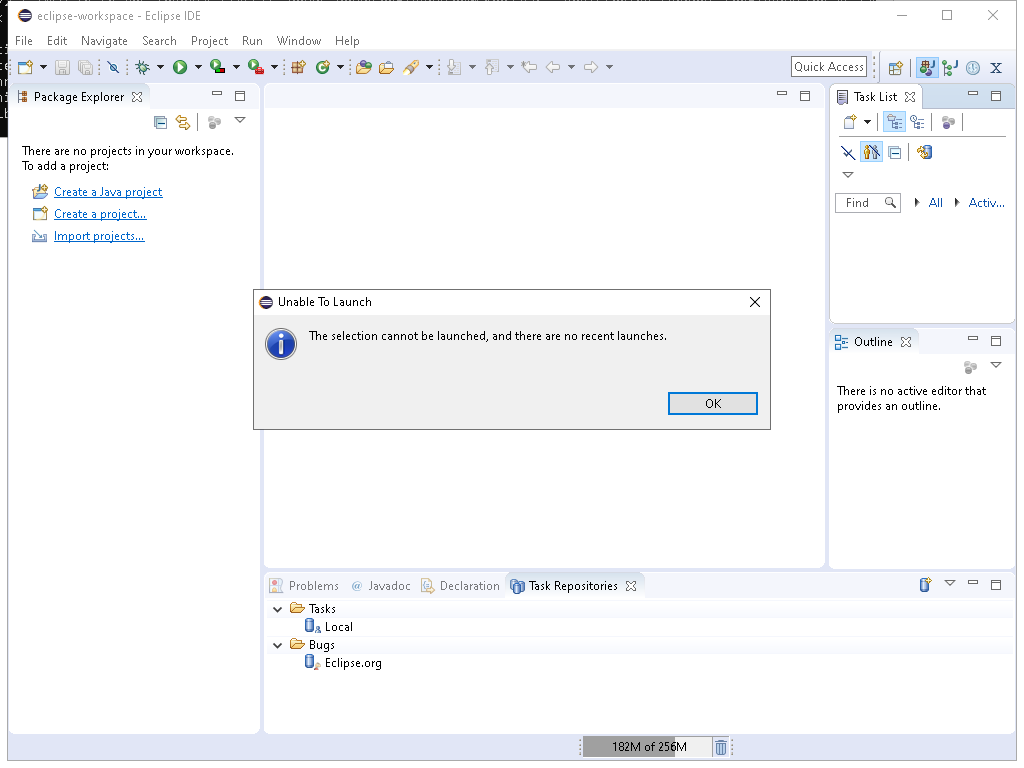 eclipse-workspace - Eclipse IDE
File Edit Navigate Search Project Run Window Help
Quick Access
Package Explorer
There are no projects in your workspace.
To add a project:
Create a Java project
Create a project...
Import projects...
Task List
Find
All
Activ...
Unable To Launch
The selection cannot be launched, and there are no recent launches.
OK
Outline
There is no active editor that
provides an outline.
Problems @ Javadoc Declaration Task Repositories
Tasks
Local
Bugs
Eclipse.org
182M of 256M